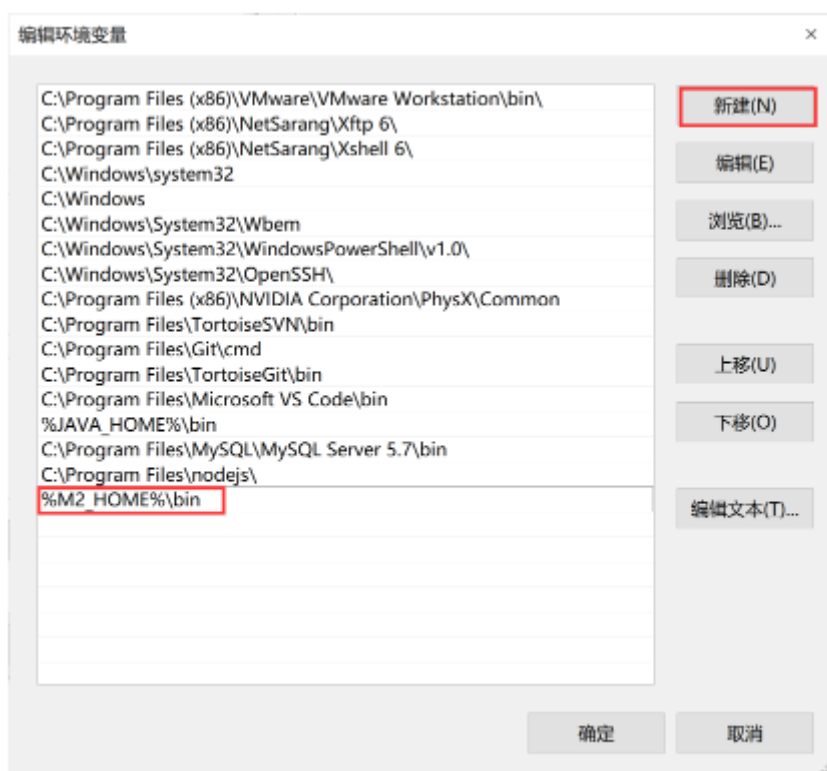 编辑环境变量
C:\Program Files (x86)\VMware\VMware Workstation\bin\
C:\Program Files (x86)\NetSarang\Xftp 6\
C:\Program Files (x86)\NetSarang\Xshell 6\
C:\Windows\system32
C:\Windows
C:\Windows\System32\Wbem
C:\Windows\System32\WindowsPowerShell\v1.0\
C:\Windows\System32\OpenSSH\
C:\Program Files (x86)\NVIDIA Corporation\PhysX\Common
C:\Program Files\TortoiseSVN\bin
C:\Program Files\Git\cmd
C:\Program Files\TortoiseGit\bin
C:\Program Files\Microsoft VS Code\bin
%JAVA_HOME%\bin
C:\Program Files\MySQL\MySQL Server 5.7\bin
C:\Program Files\nodejs\
%M2_HOME%\bin
新建(N)
编辑(E)
浏览(B)...
删除(D)
上移(U)
下移(O)
编辑文本(T)...
确定
取消